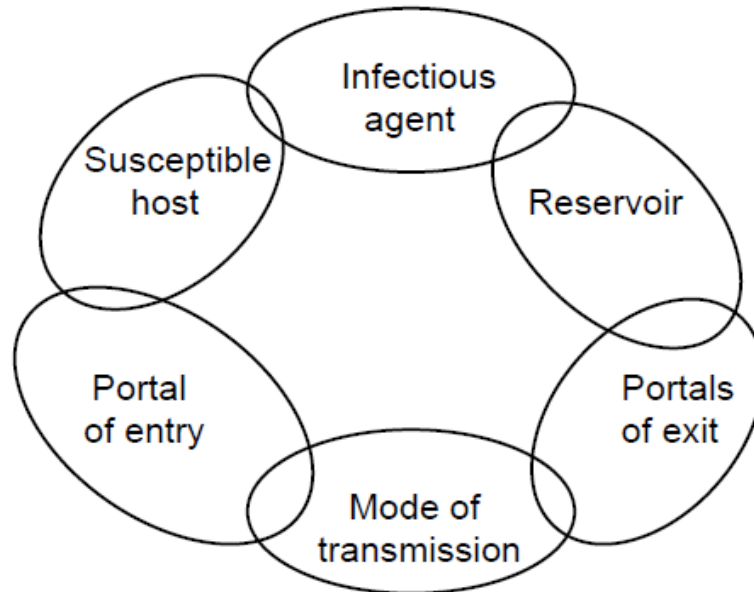 Infectious
agent
Reservoir
Portals
of exit
Mode of
transmission
Portal
of entry
Susceptible
host